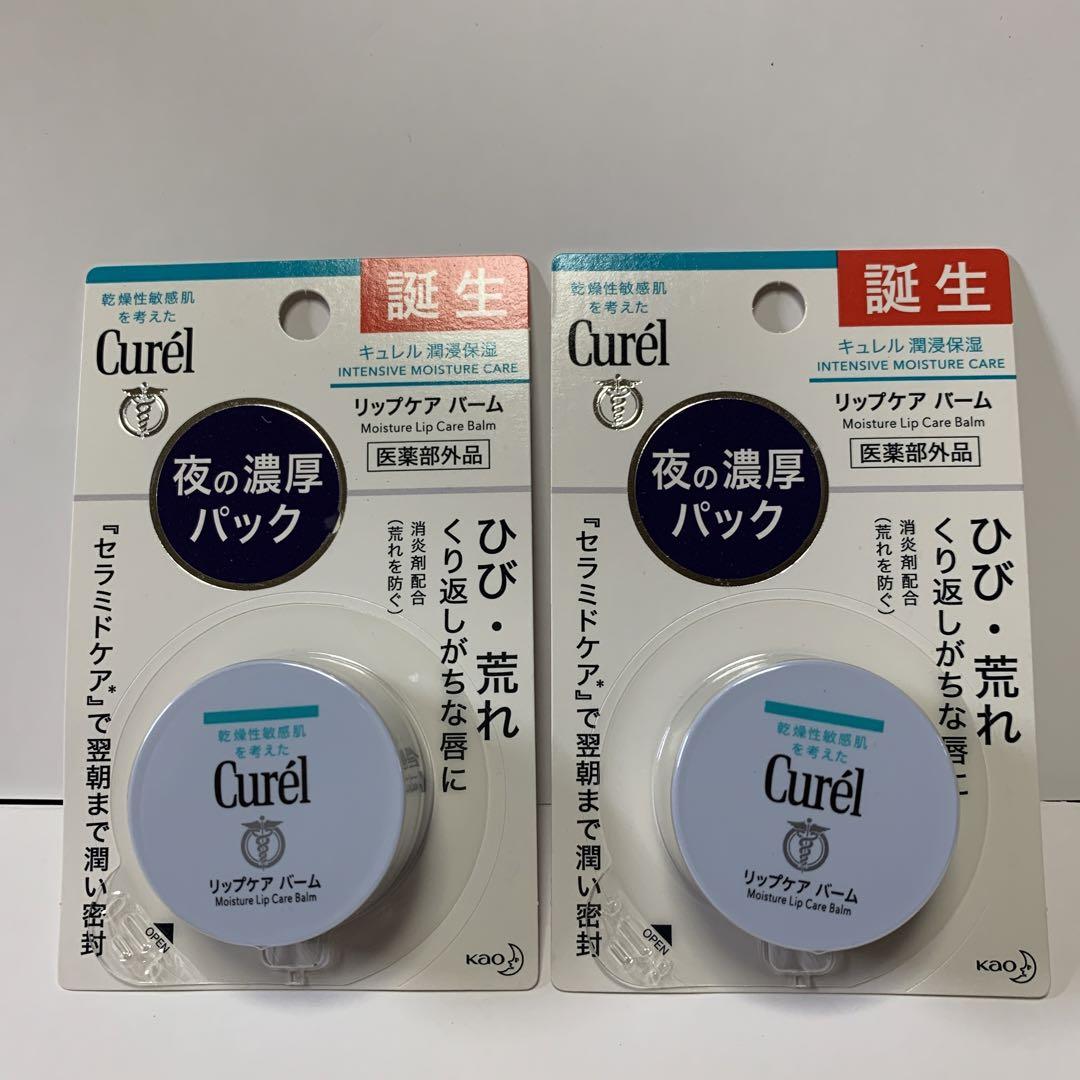 乾燥性敏感肌
を考えた
Curél
誕生
キュレル 潤浸保湿
INTENSIVE MOISTURE CARE
リップケア バーム
Moisture Lip Care Balm
医薬部外品
夜の濃厚
パック
ひび・荒れ
くり返しがちな唇に
消炎剤配合
(荒れを防ぐ)
『セラミドケア*』で翌朝まで潤い密封
乾燥性敏感肌
を考えた
Curél
リップケア バーム
Moisture Lip Care Balm
OPEN
Kao
乾燥性敏感肌
を考えた
Curél
誕生
キュレル 潤浸保湿
INTENSIVE MOISTURE CARE
リップケア バーム
Moisture Lip Care Balm
医薬部外品
夜の濃厚
パック
ひび・荒れ
くり返しがちな唇に
消炎剤配合
(荒れを防ぐ)
『セラミドケア*』で翌朝まで潤い密封
乾燥性敏感肌
を考えた
Curél
リップケア バーム
Moisture Lip Care Balm
OPEN
Kao